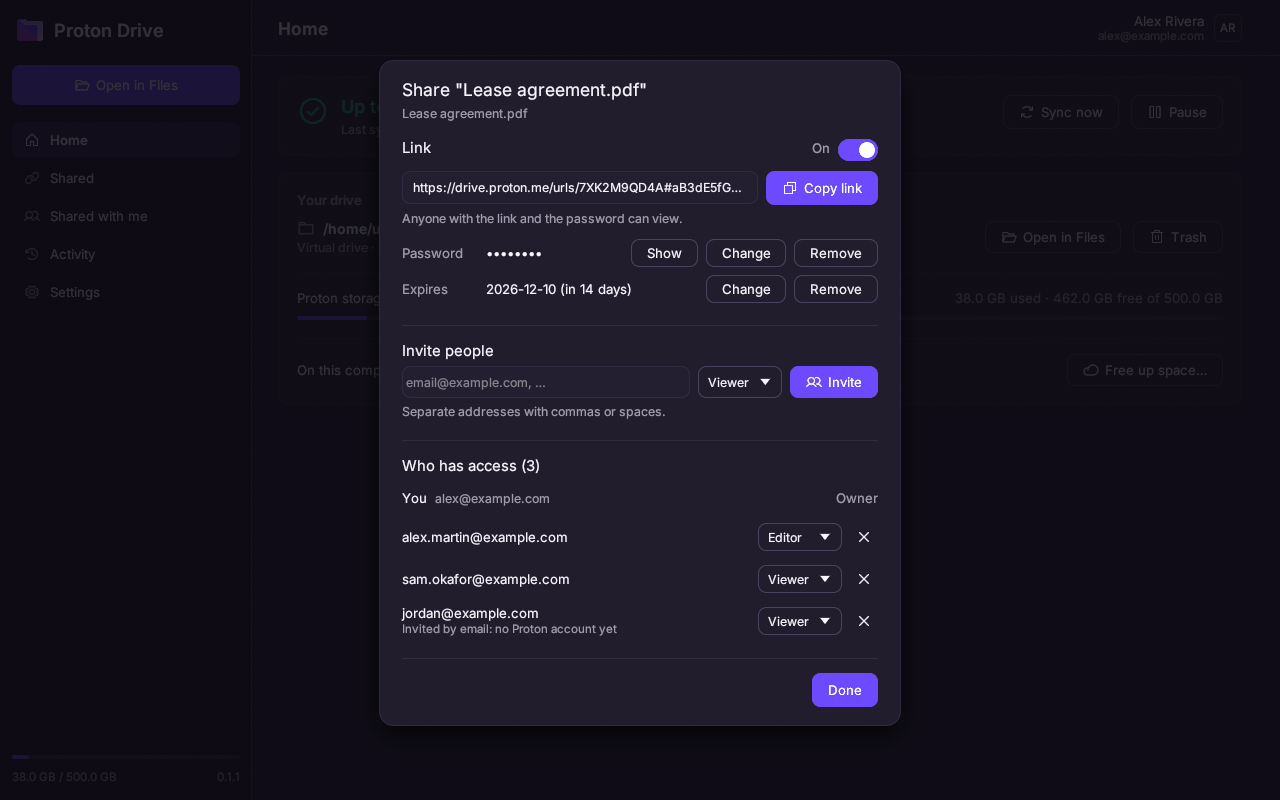 Proton Drive
Home
Alex Rivera
alex@example.com
AR
Open in Files
Home
Shared
Shared with me
Activity
Settings
38.0 GB / 500.0 GB
0.1.1
Up to
Last
Sync now
Pause
Your drive
/home/u
Virtual drive ·
Open in Files
Trash
Proton storag
38.0 GB used · 462.0 GB free of 500.0 GB
On this comp
Free up space...
Share "Lease agreement.pdf"
Lease agreement.pdf
Link
On
https://drive.proton.me/urls/7XK2M9QD4A#aB3dE5fG...
Copy link
Anyone with the link and the password can view.
Password
••••••••
Show
Change
Remove
Expires
2026-12-10 (in 14 days)
Change
Remove
Invite people
email@example.com, ...
Viewer
Invite
Separate addresses with commas or spaces.
Who has access (3)
You alex@example.com
Owner
alex.martin@example.com
Editor
sam.okafor@example.com
Viewer
jordan@example.com
Invited by email: no Proton account yet
Viewer
Done